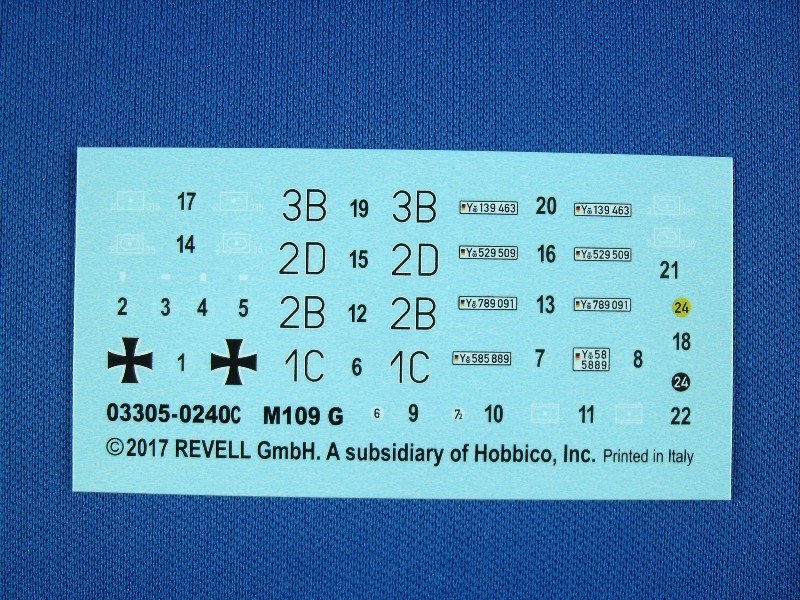 17 3B 19 3B Y 139 463 20 Y 139 463
14 2D 15 2D Y 529 509 16 Y 529 509 21
2 3 4 5 2B 12 2B Y 789 091 13 Y 789 091 24
18
1 1C 6 1C Y 585 889 7 Y 58 8
5889
24
03305-0240C M109 G 6 9 7½ 10 11 22
©2017 REVELL GmbH. A subsidiary of Hobbico, Inc. Printed in Italy